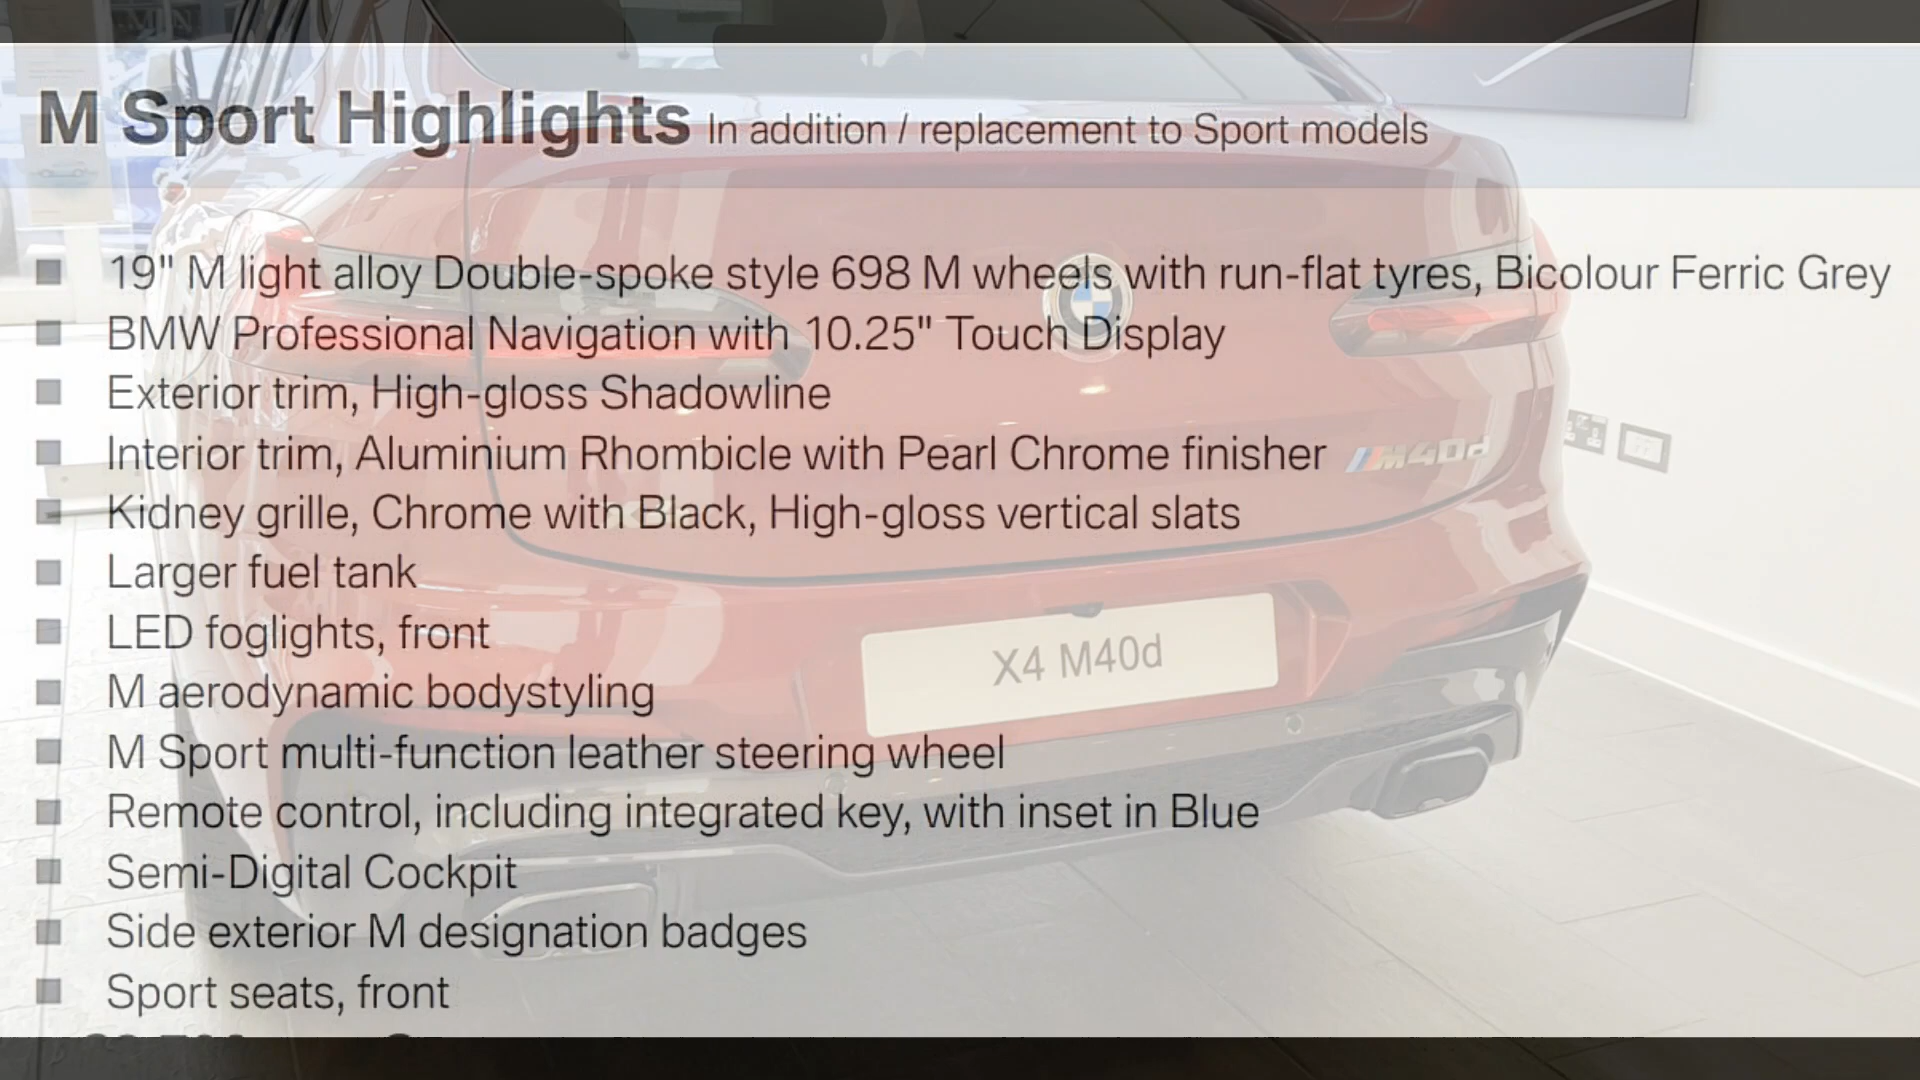 M Sport Highlights In addition / replacement to Sport models
19" M light alloy Double-spoke style 698 M wheels with run-flat tyres, Bicolour Ferric Grey
BMW Professional Navigation with 10.25" Touch Display
Exterior trim, High-gloss Shadowline
Interior trim, Aluminium Rhombicle with Pearl Chrome finisher
M40d
Kidney grille, Chrome with Black, High-gloss vertical slats
Larger fuel tank
LED foglights, front
X4 M40d
M aerodynamic bodystyling
M Sport multi-function leather steering wheel
Remote control, including integrated key, with inset in Blue
Semi-Digital Cockpit
Side exterior M designation badges
Sport seats, front